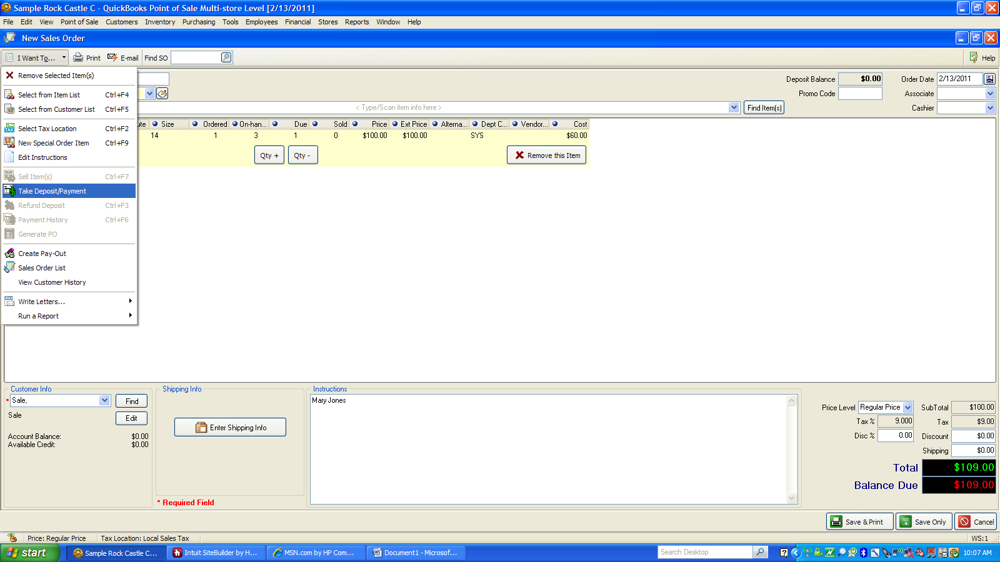 Sample Rock Castle C - QuickBooks Point of Sale Multi-store Level [2/13/2011]
File Edit View Point of Sale Customers Inventory Purchasing Tools Employees Financial Stores Reports Window Help
New Sales Order
I Want To... Print E-mail Find SO Help
Remove Selected Item(s)
Select from Item List Ctrl+F4
Select from Customer List Ctrl+F5
Select Tax Location Ctrl+F2
New Special Order Item Ctrl+F9
Edit Instructions
Sell Item(s) Ctrl+F7
Take Deposit/Payment
Refund Deposit Ctrl+F3
Payment History Ctrl+F6
Generate PO
Create Pay-Out
Sales Order List
View Customer History
Write Letters...
Run a Report
Deposit Balance $0.00 Order Date 2/13/2011
Promo Code Associate
Cashier
< Type/Scan item info here > Find Item(s)
ute Size Ordered On-han... Due Sold Price Ext Price Alterna... Dept C... Vendor... Cost
14 1 3 1 0 $100.00 $100.00 SYS $60.00
Qty + Qty - Remove this Item
Customer Info
* Sale, Find
Sale Edit
Account Balance: $0.00
Available Credit: $0.00
Shipping Info
Enter Shipping Info
* Required Field
Instructions
Mary Jones
Price Level Regular Price SubTotal $100.00
Tax % 9.000 Tax $9.00
Disc % 0.00 Discount $0.00
Shipping $0.00
Total $109.00
Balance Due $109.00
Save & Print Save Only Cancel
Price: Regular Price Tax Location: Local Sales Tax WS:1
start Sample Rock Castle C... Intuit SiteBuilder by H... MSN.com by HP Com... Document1 - Microsof... Search Desktop 10:07 AM